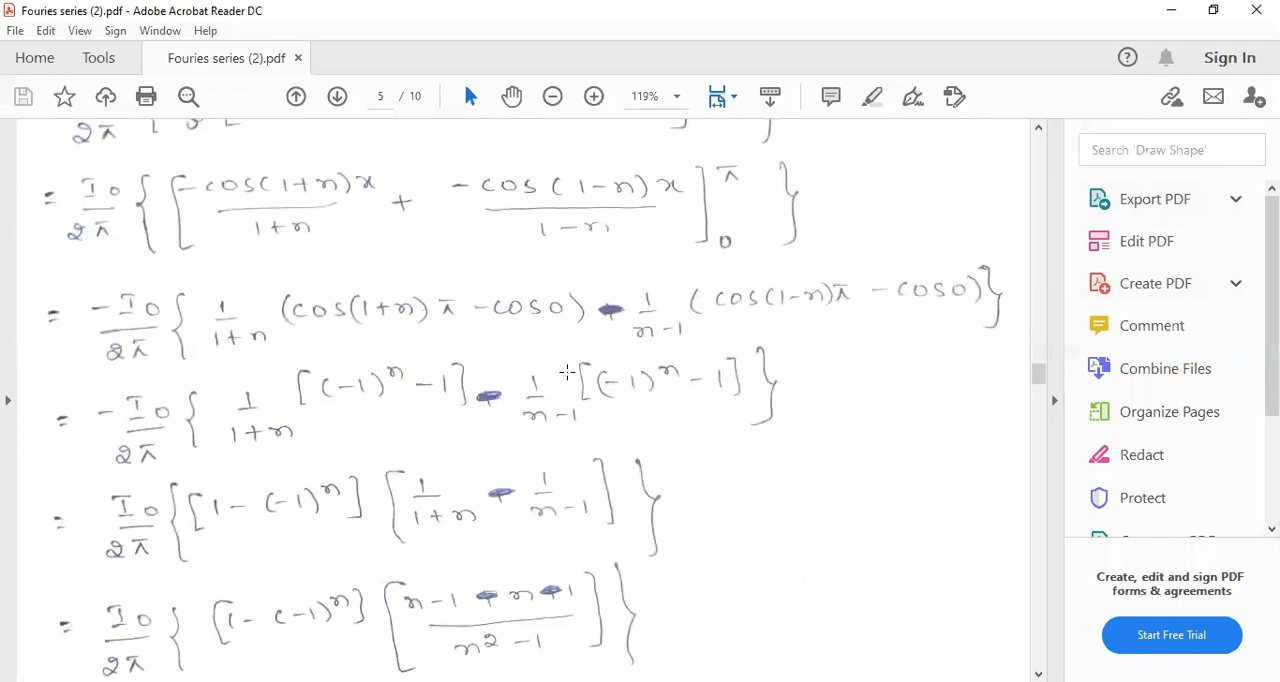 Fouries series (2).pdf - Adobe Acrobat Reader DC
File Edit View Sign Window Help
Home Tools Fouries series (2).pdf × Sign In
5 / 10 119%
2π
= I0/2π { [ -cos(1+n)x/1+n + -cos(1-n)x/1-n ]0^π }
= -I0/2π { 1/1+n (cos(1+n)π - cos0) - 1/n-1 (cos(1-n)π - cos0) }
= -I0/2π { 1/1+n [(-1)^n - 1] - 1/n-1 [(-1)^n - 1] }
= I0/2π { [1 - (-1)^n] [ 1/1+n - 1/n-1 ] }
= I0/2π { [1 - (-1)^n] [ n-1 - n - 1/n2 - 1 ] }
Search 'Draw Shape'
Export PDF
Edit PDF
Create PDF
Comment
Combine Files
Organize Pages
Redact
Protect
Create, edit and sign PDF
forms & agreements
Start Free Trial